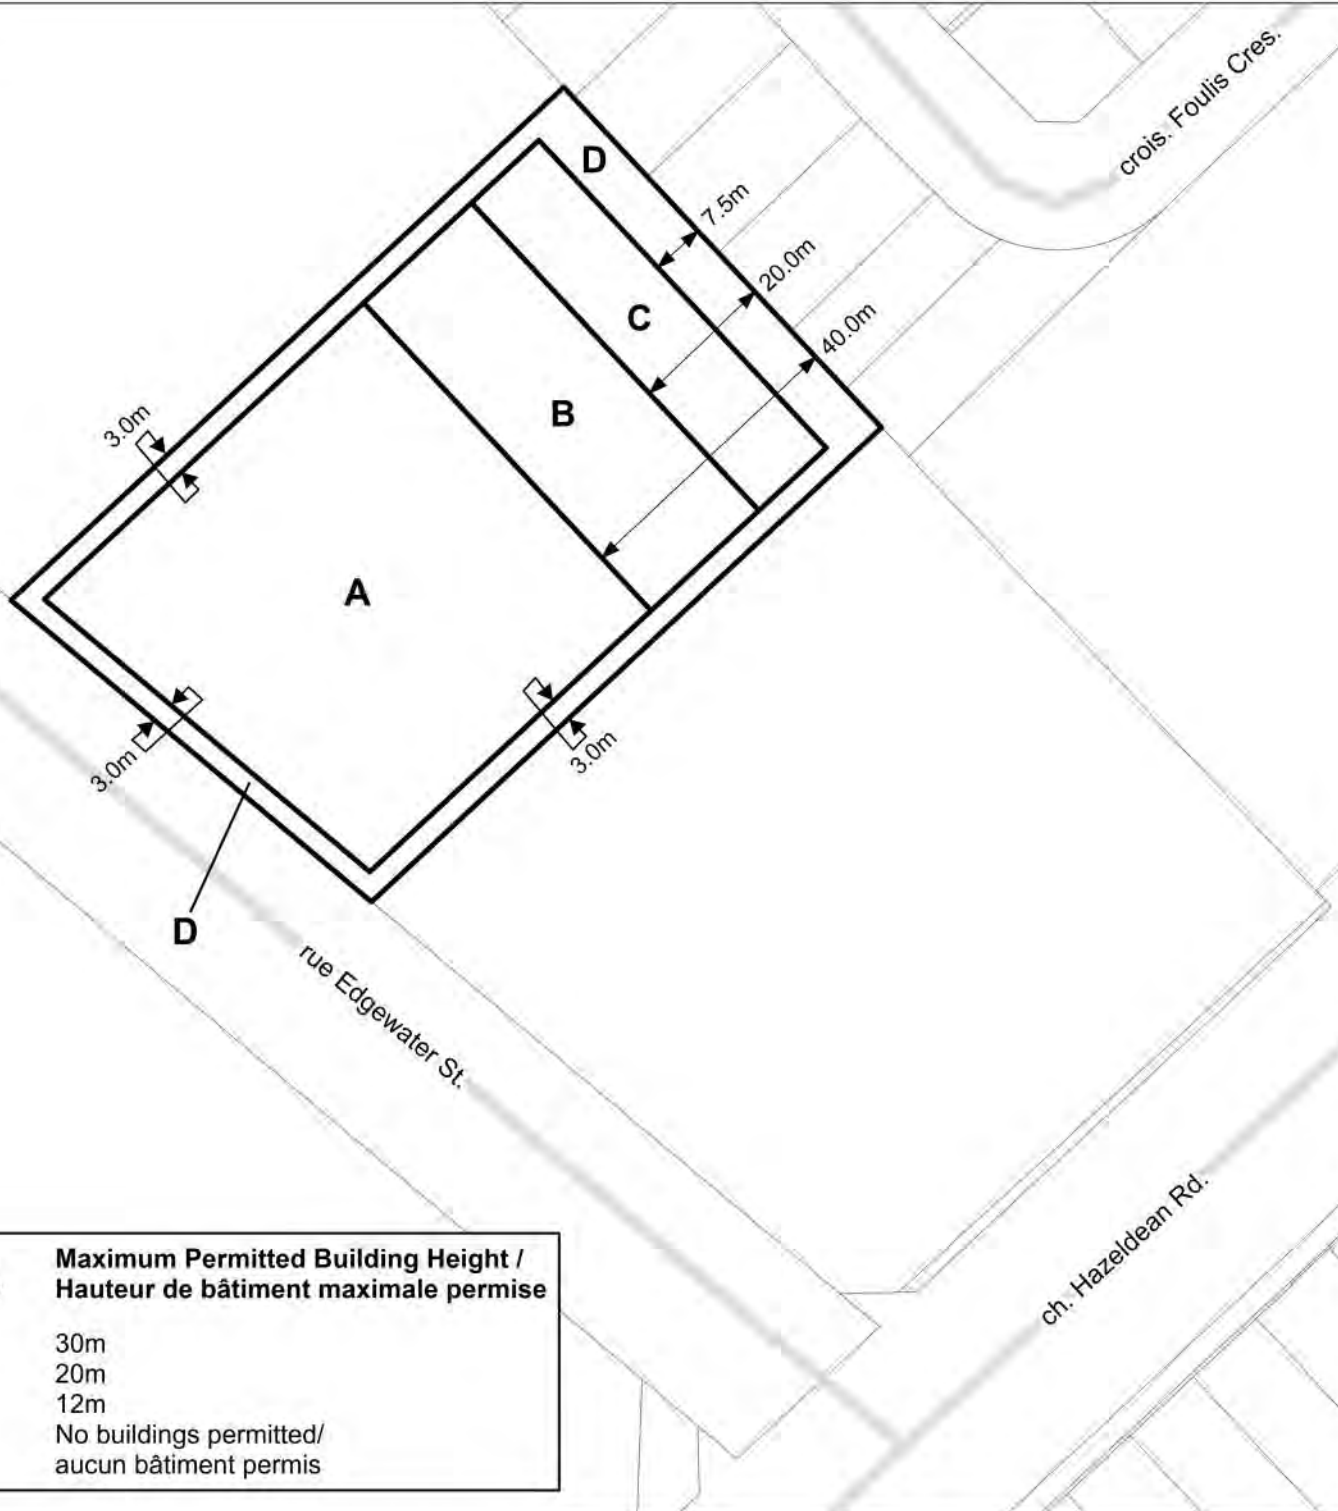 crois. Foulis Cres.
D
7.5m
20.0m
C
40.0m
B
3.0m
A
3.0m
3.0m
D
rue Edgewater St.
ch. Hazeldean Rd.
Maximum Permitted Building Height /
Hauteur de bâtiment maximale permise
30m
20m
12m
No buildings permitted/
aucun bâtiment permis